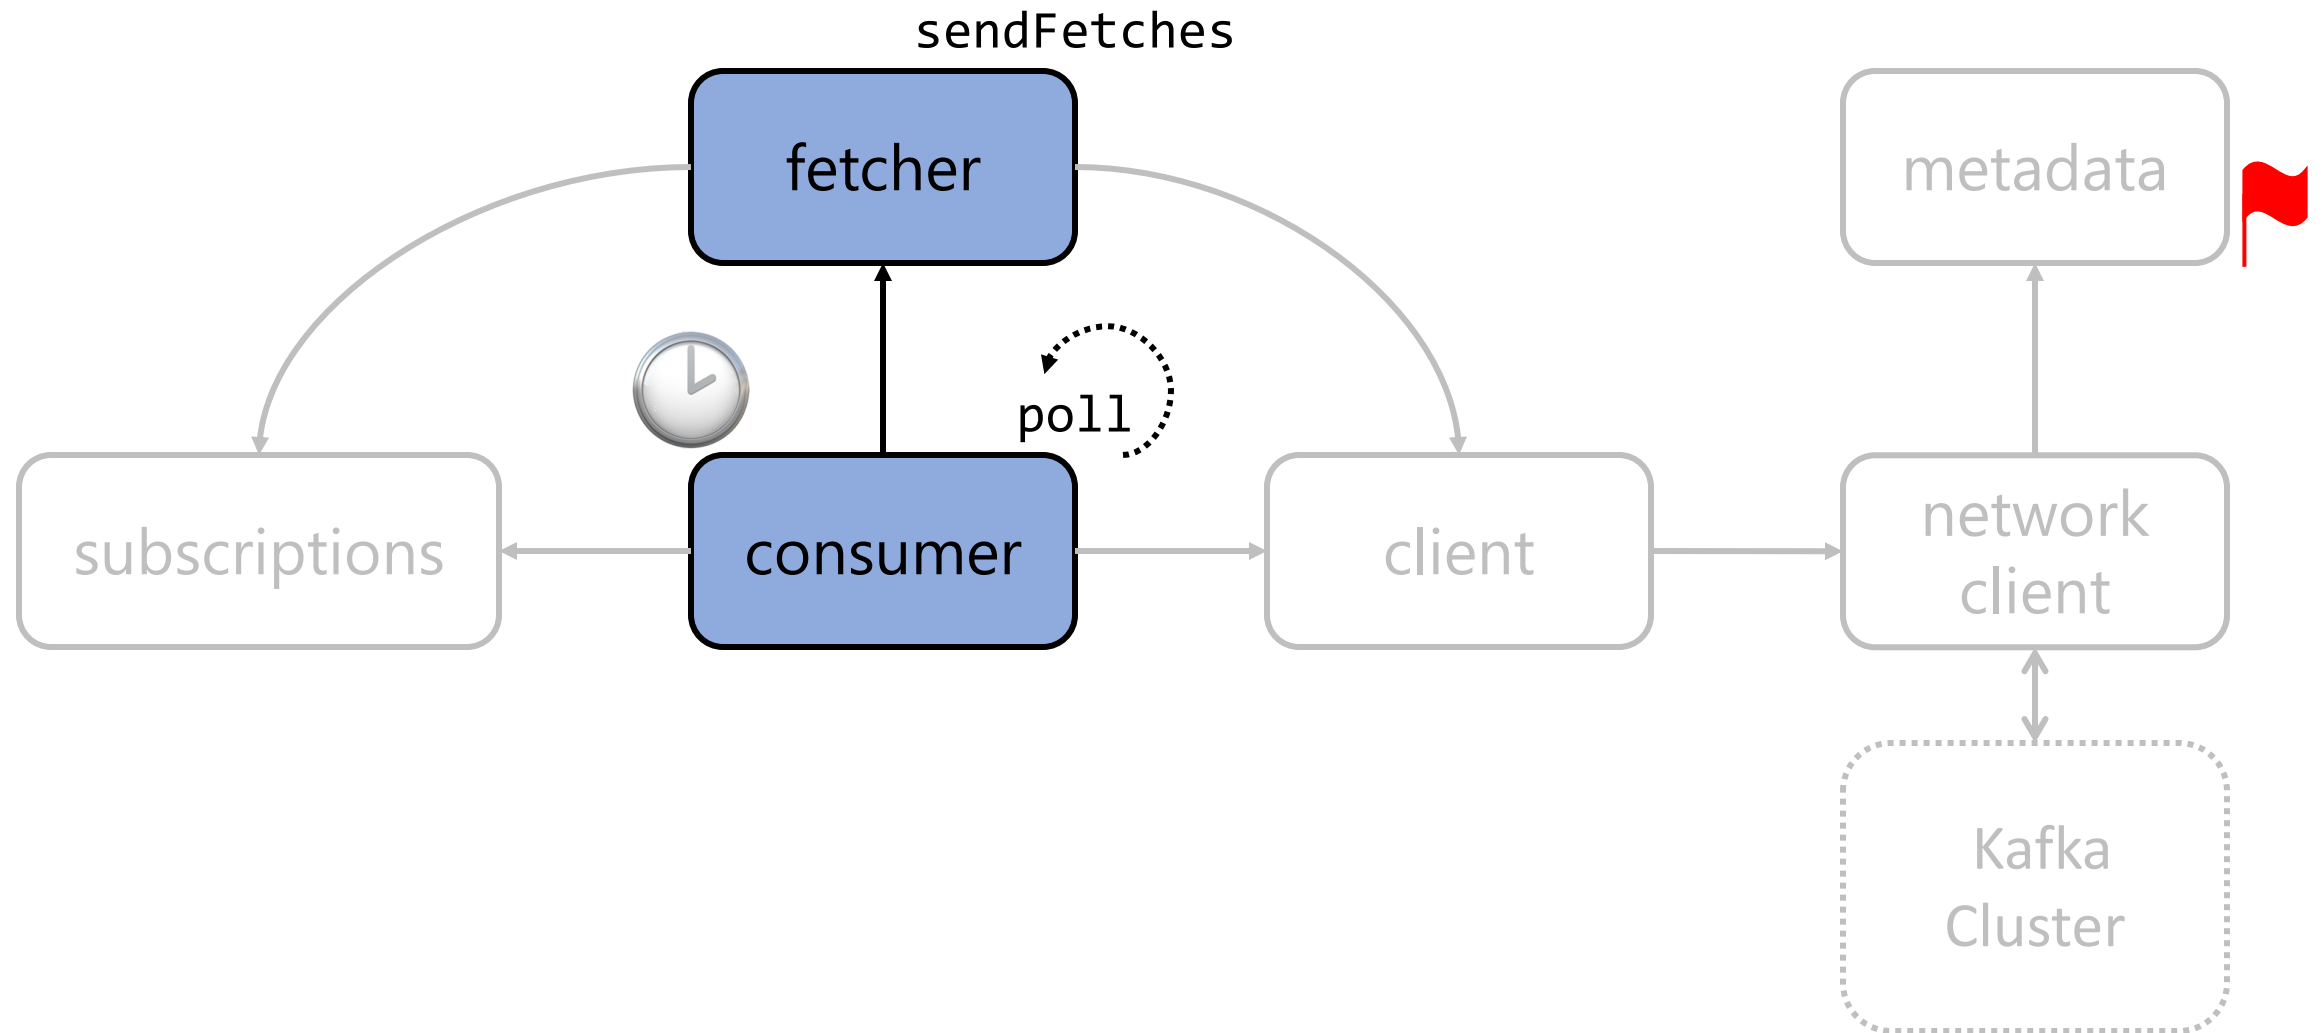 sendFetches
fetcher
metadata
poll
subscriptions
consumer
client
network
client
Kafka
Cluster